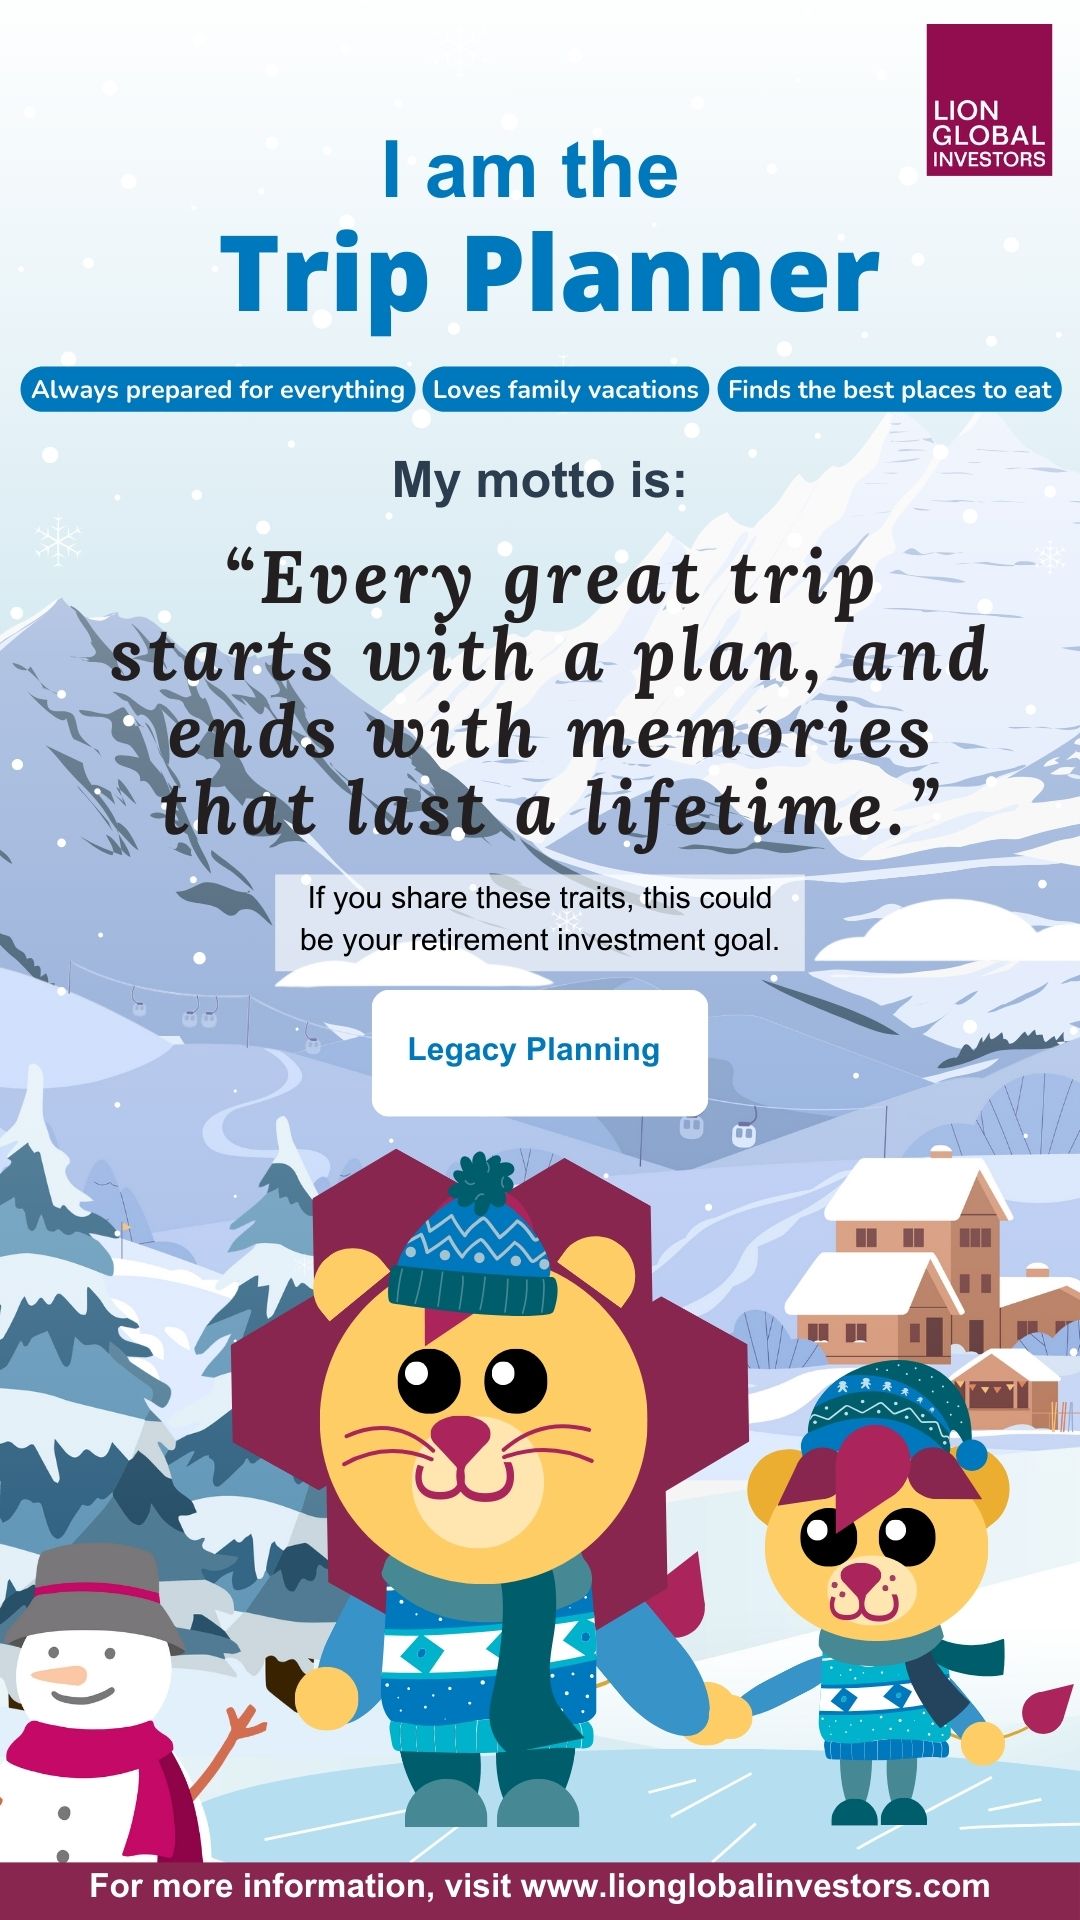 LION
GLOBAL
INVESTORS
I am the
Trip Planner
Always prepared for everything
Loves family vacations
Finds the best places to eat
My motto is:
“Every great trip
starts with a plan, and
ends with memories
that last a lifetime.”
If you share these traits, this could
be your retirement investment goal.
Legacy Planning
For more information, visit www.lionglobalinvestors.com